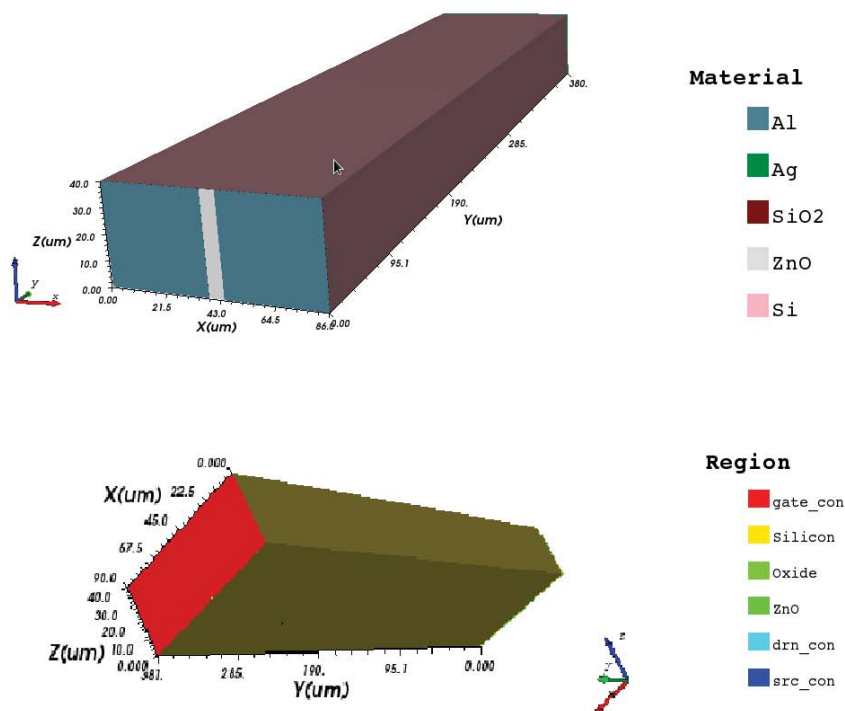 Material
Al
Ag
SiO2
ZnO
Si
380.
285.
190.
95.1
0.00
Y(um)
40.0
30.0
20.0
10.0
0.00
Z(um)
0.00
21.5
43.0
64.5
X(um)
x
y
Region
gate_con
Silicon
Oxide
ZnO
drn_con
src_con
0.000
22.5
45.0
67.5
90.0
X(um)
40.0
30.0
20.0
10.0
0.000
Z(um)
285.
190.
95.1
0.000
Y(um)
z
y